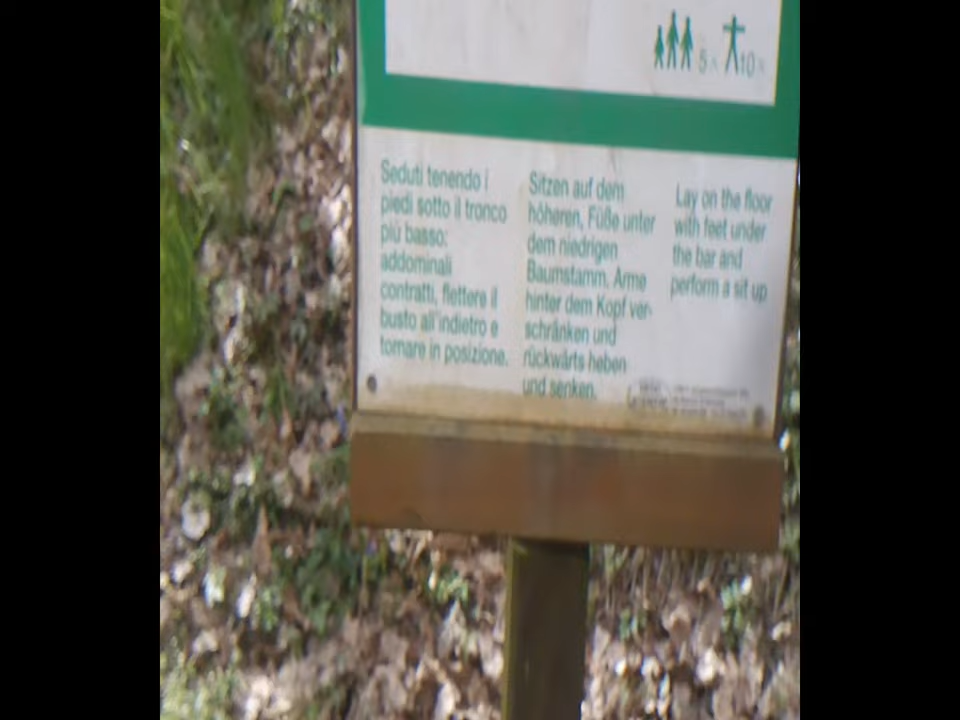 5x 10x
Seduti tenendo i
piedi sotto il tronco
più basso:
addominali
contratti, flettere il
busto all'indietro e
tornare in posizione.
Sitzen auf dem
höheren, Füße unter
dem niedrigen
Baumstamm, Arme
hinter dem Kopf ver-
schränken und
rückwärts heben
und senken.
Lay on the floor
with feet under
the bar and
perform a sit up